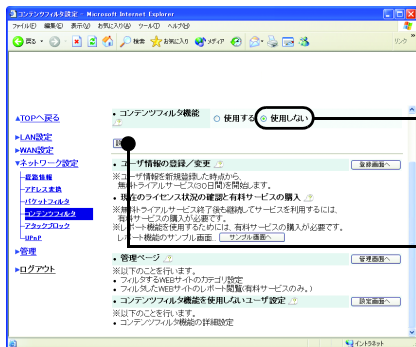 コンテンツフィルタ設定 - Microsoft Internet Explorer
ファイル(F) 編集(E) 表示(V) お気に入り(A) ツール(T) ヘルプ(H)
戻る 検索 お気に入り メディア リンク
▲TOPへ戻る
▶LAN設定
▶WAN設定
▼ネットワーク設定
経路情報
アドレス変換
パケットフィルタ
コンテンツフィルタ
アタックブロック
UPnP
▶管理
▶ログアウト
• コンテンツフィルタ機能 使用する 使用しない
• ユーザ情報の登録/変更 登録画面へ
※ユーザ情報を新規登録した時点から、
無料トライアルサービス(30日間)を開始します。
• 現在のライセンス状況の確認と有料サービスの購入
※無料トライアルサービス終了後も継続してサービスを利用するには、
有料サービスの購入が必要です。
※レポート機能を使用するためには、有料サービスの購入が必要です。
レポート機能のサンプル画面 サンプル画面へ
• 管理ページ 管理画面へ
※以下のことを行います。
• フィルタするWEBサイトのカテゴリ設定
• フィルタしたWEBサイトのレポート閲覧(有料サービスのみ。)
• コンテンツフィルタ機能を使用しないユーザ設定 設定画面へ
※以下のことを行います。
• コンテンツフィルタ機能の詳細設定
インターネット